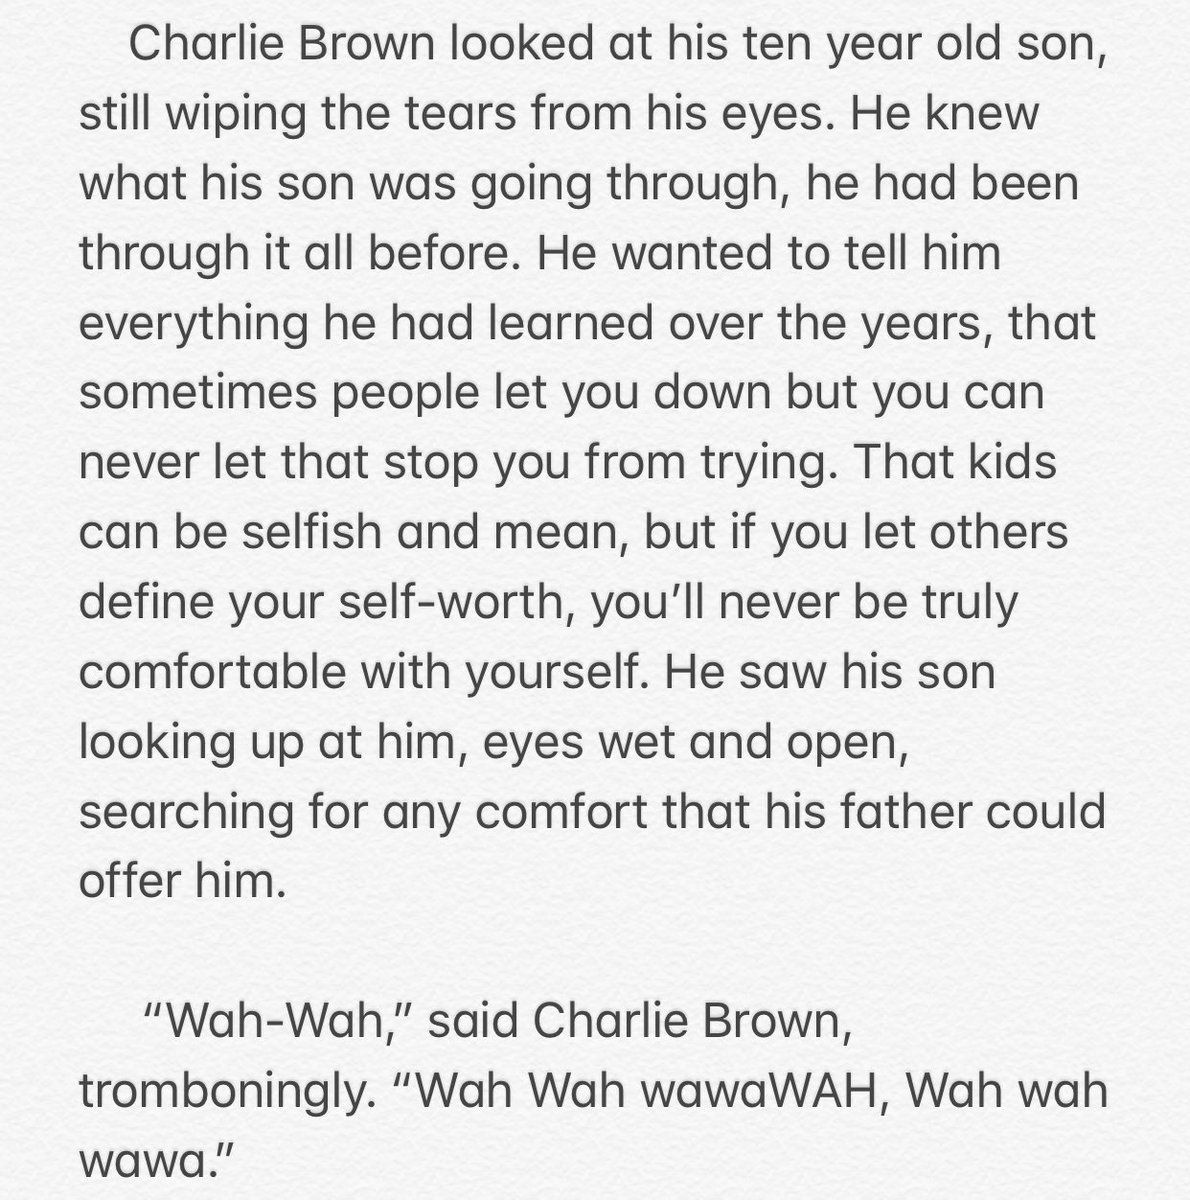 Charlie Brown looked at his ten year old son,
still wiping the tears from his eyes. He knew
what his son was going through, he had been
through it all before. He wanted to tell him
everything he had learned over the years, that
sometimes people let you down but you can
never let that stop you from trying. That kids
can be selfish and mean, but if you let others
define your self-worth, you’ll never be truly
comfortable with yourself. He saw his son
looking up at him, eyes wet and open,
searching for any comfort that his father could
offer him.
“Wah-Wah,” said Charlie Brown,
tromboningly. “Wah Wah wawaWAH, Wah wah
wawa.”